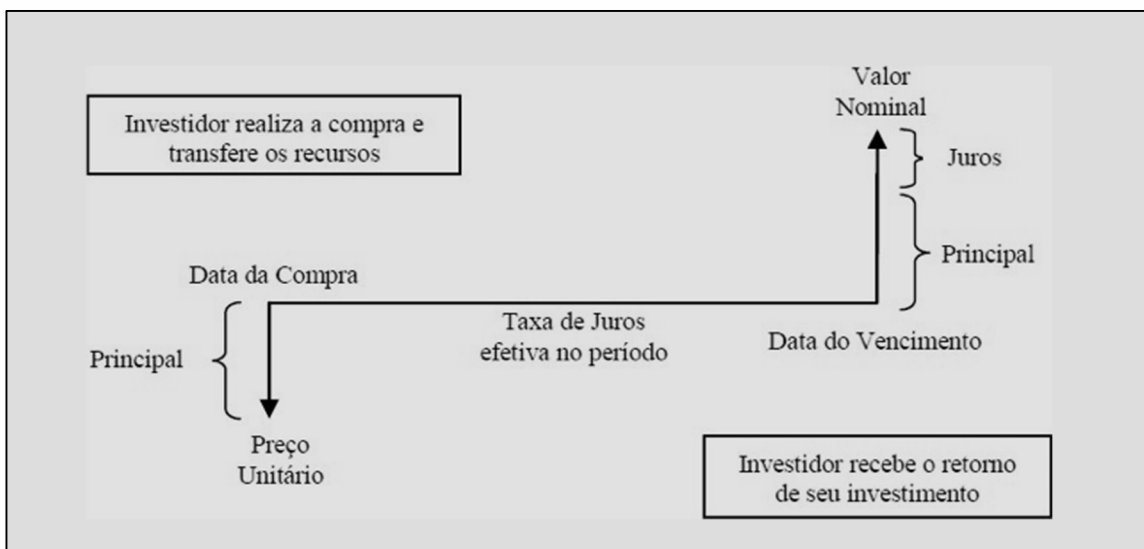 Valor
Nominal
Investidor realiza a compra e
transfere os recursos
Juros
Principal
Data da Compra
Taxa de Juros
efetiva no período
Data do Vencimento
Principal
Preço
Unitário
Investidor recebe o retorno
de seu investimento